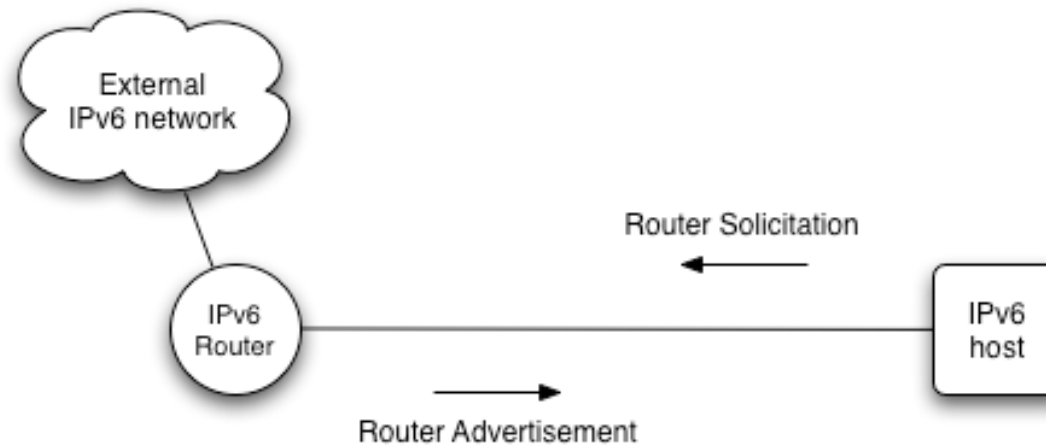 External
IPv6 network
Router Solicitation
IPv6
Router
IPv6
host
Router Advertisement